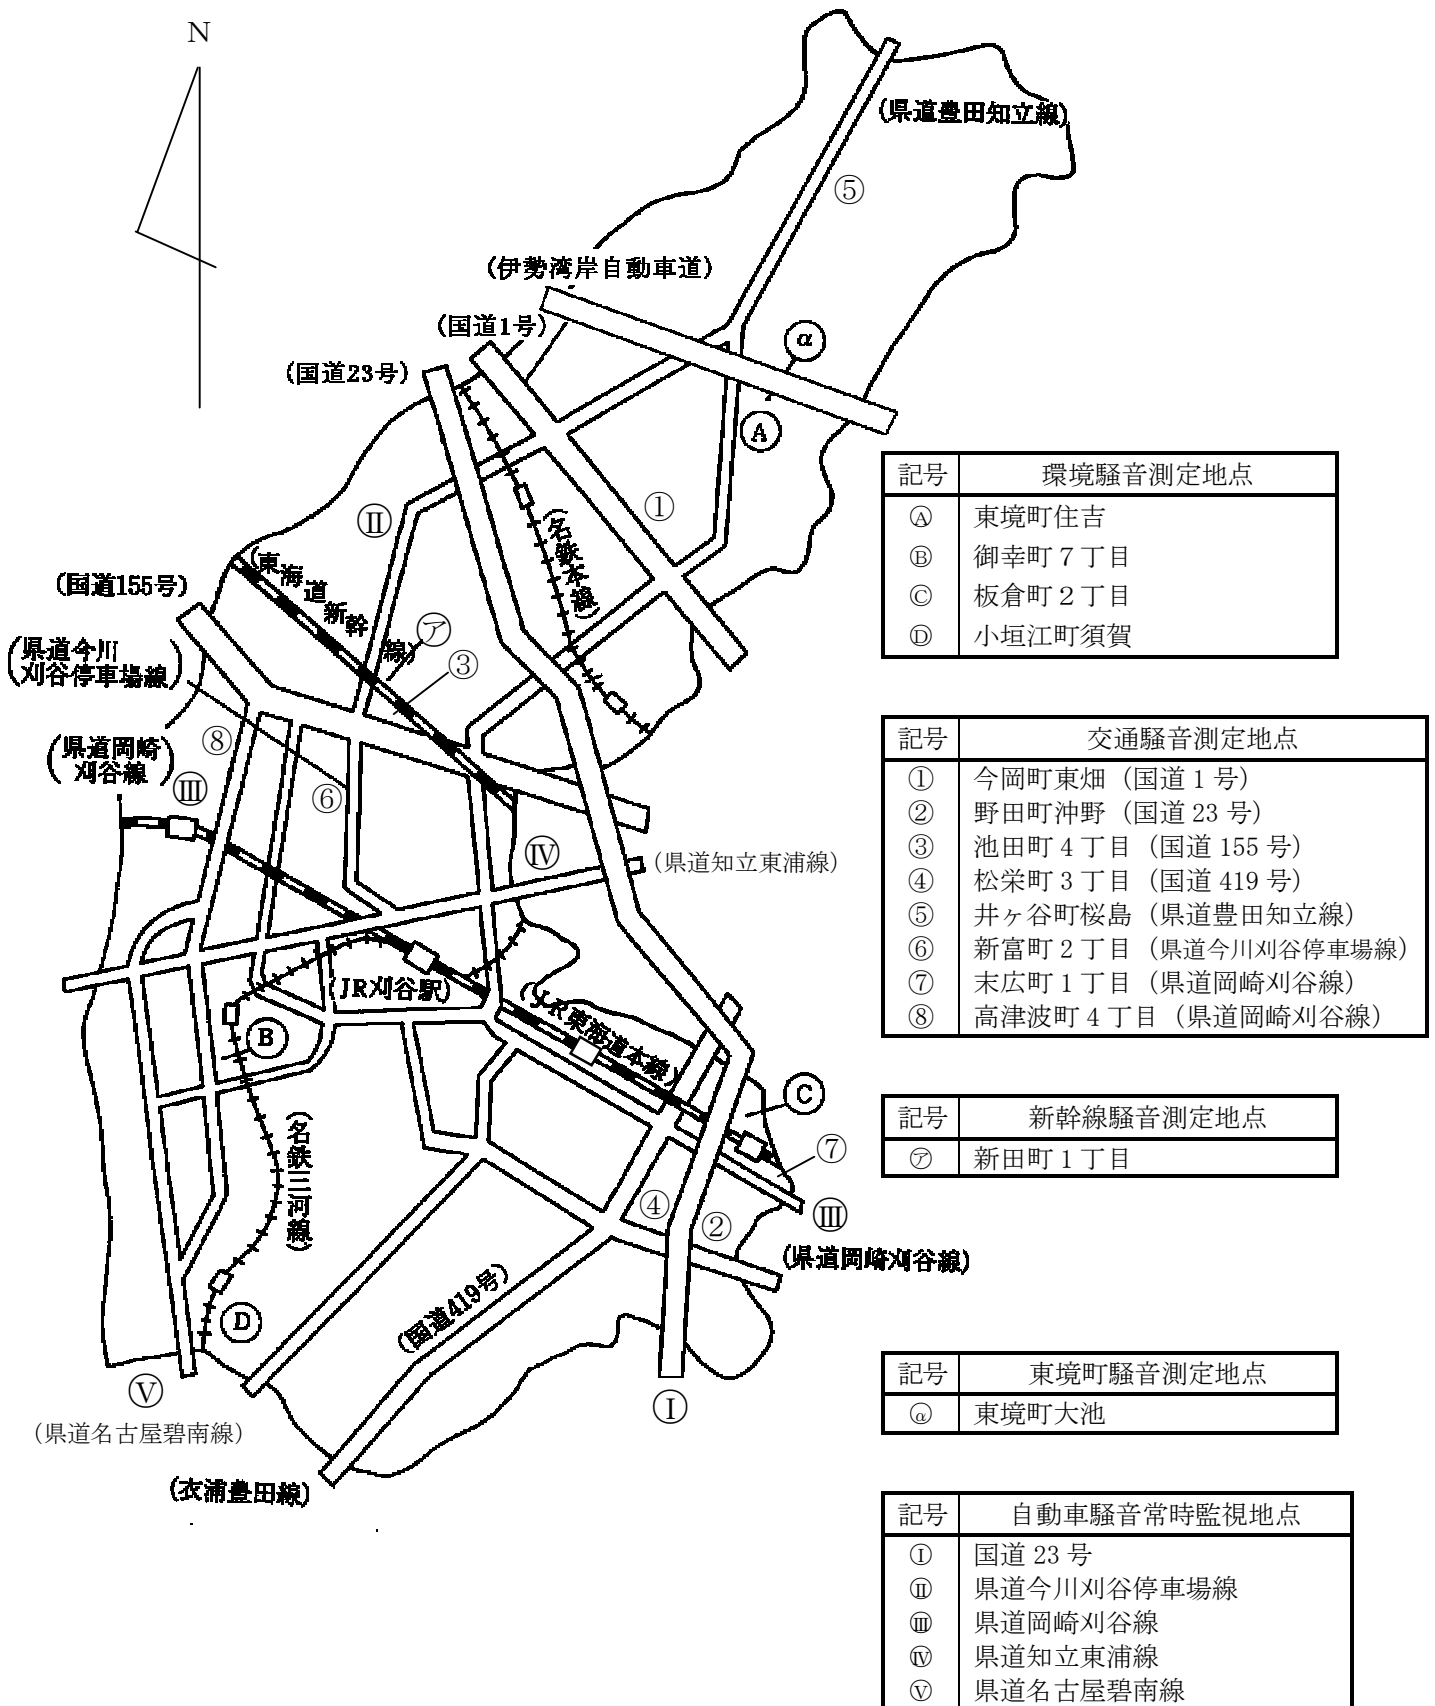 N
(県道豊田知立線)
⑤
(伊勢湾岸自動車道)
(国道1号)
α
(国道23号)
A
①
Ⅱ
(名鉄本線)
(東海道新幹線)
(国道155号)
㋐
(県道今川
刈谷停車場線)
③
⑧
(県道岡崎
刈谷線)
Ⅲ
⑥
Ⅳ
(県道知立東浦線)
(JR刈谷駅)
(JR東海道本線)
B
C
(名鉄三河線)
⑦
④
②
Ⅲ
(県道岡崎刈谷線)
(国道419号)
D
Ⅴ
Ⅰ
(県道名古屋碧南線)
(衣浦豊田線)
記号 環境騒音測定地点
Ⓐ 東境町住吉
Ⓑ 御幸町7丁目
Ⓒ 板倉町2丁目
Ⓓ 小垣江町須賀
記号 交通騒音測定地点
① 今岡町東畑(国道1号)
② 野田町沖野(国道23号)
③ 池田町4丁目(国道155号)
④ 松栄町3丁目(国道419号)
⑤ 井ヶ谷町桜島(県道豊田知立線)
⑥ 新富町2丁目(県道今川刈谷停車場線)
⑦ 末広町1丁目(県道岡崎刈谷線)
⑧ 高津波町4丁目(県道岡崎刈谷線)
記号 新幹線騒音測定地点
㋐ 新田町1丁目
記号 東境町騒音測定地点
α 東境町大池
記号 自動車騒音常時監視地点
Ⅰ 国道23号
Ⅱ 県道今川刈谷停車場線
Ⅲ 県道岡崎刈谷線
Ⅳ 県道知立東浦線
Ⅴ 県道名古屋碧南線